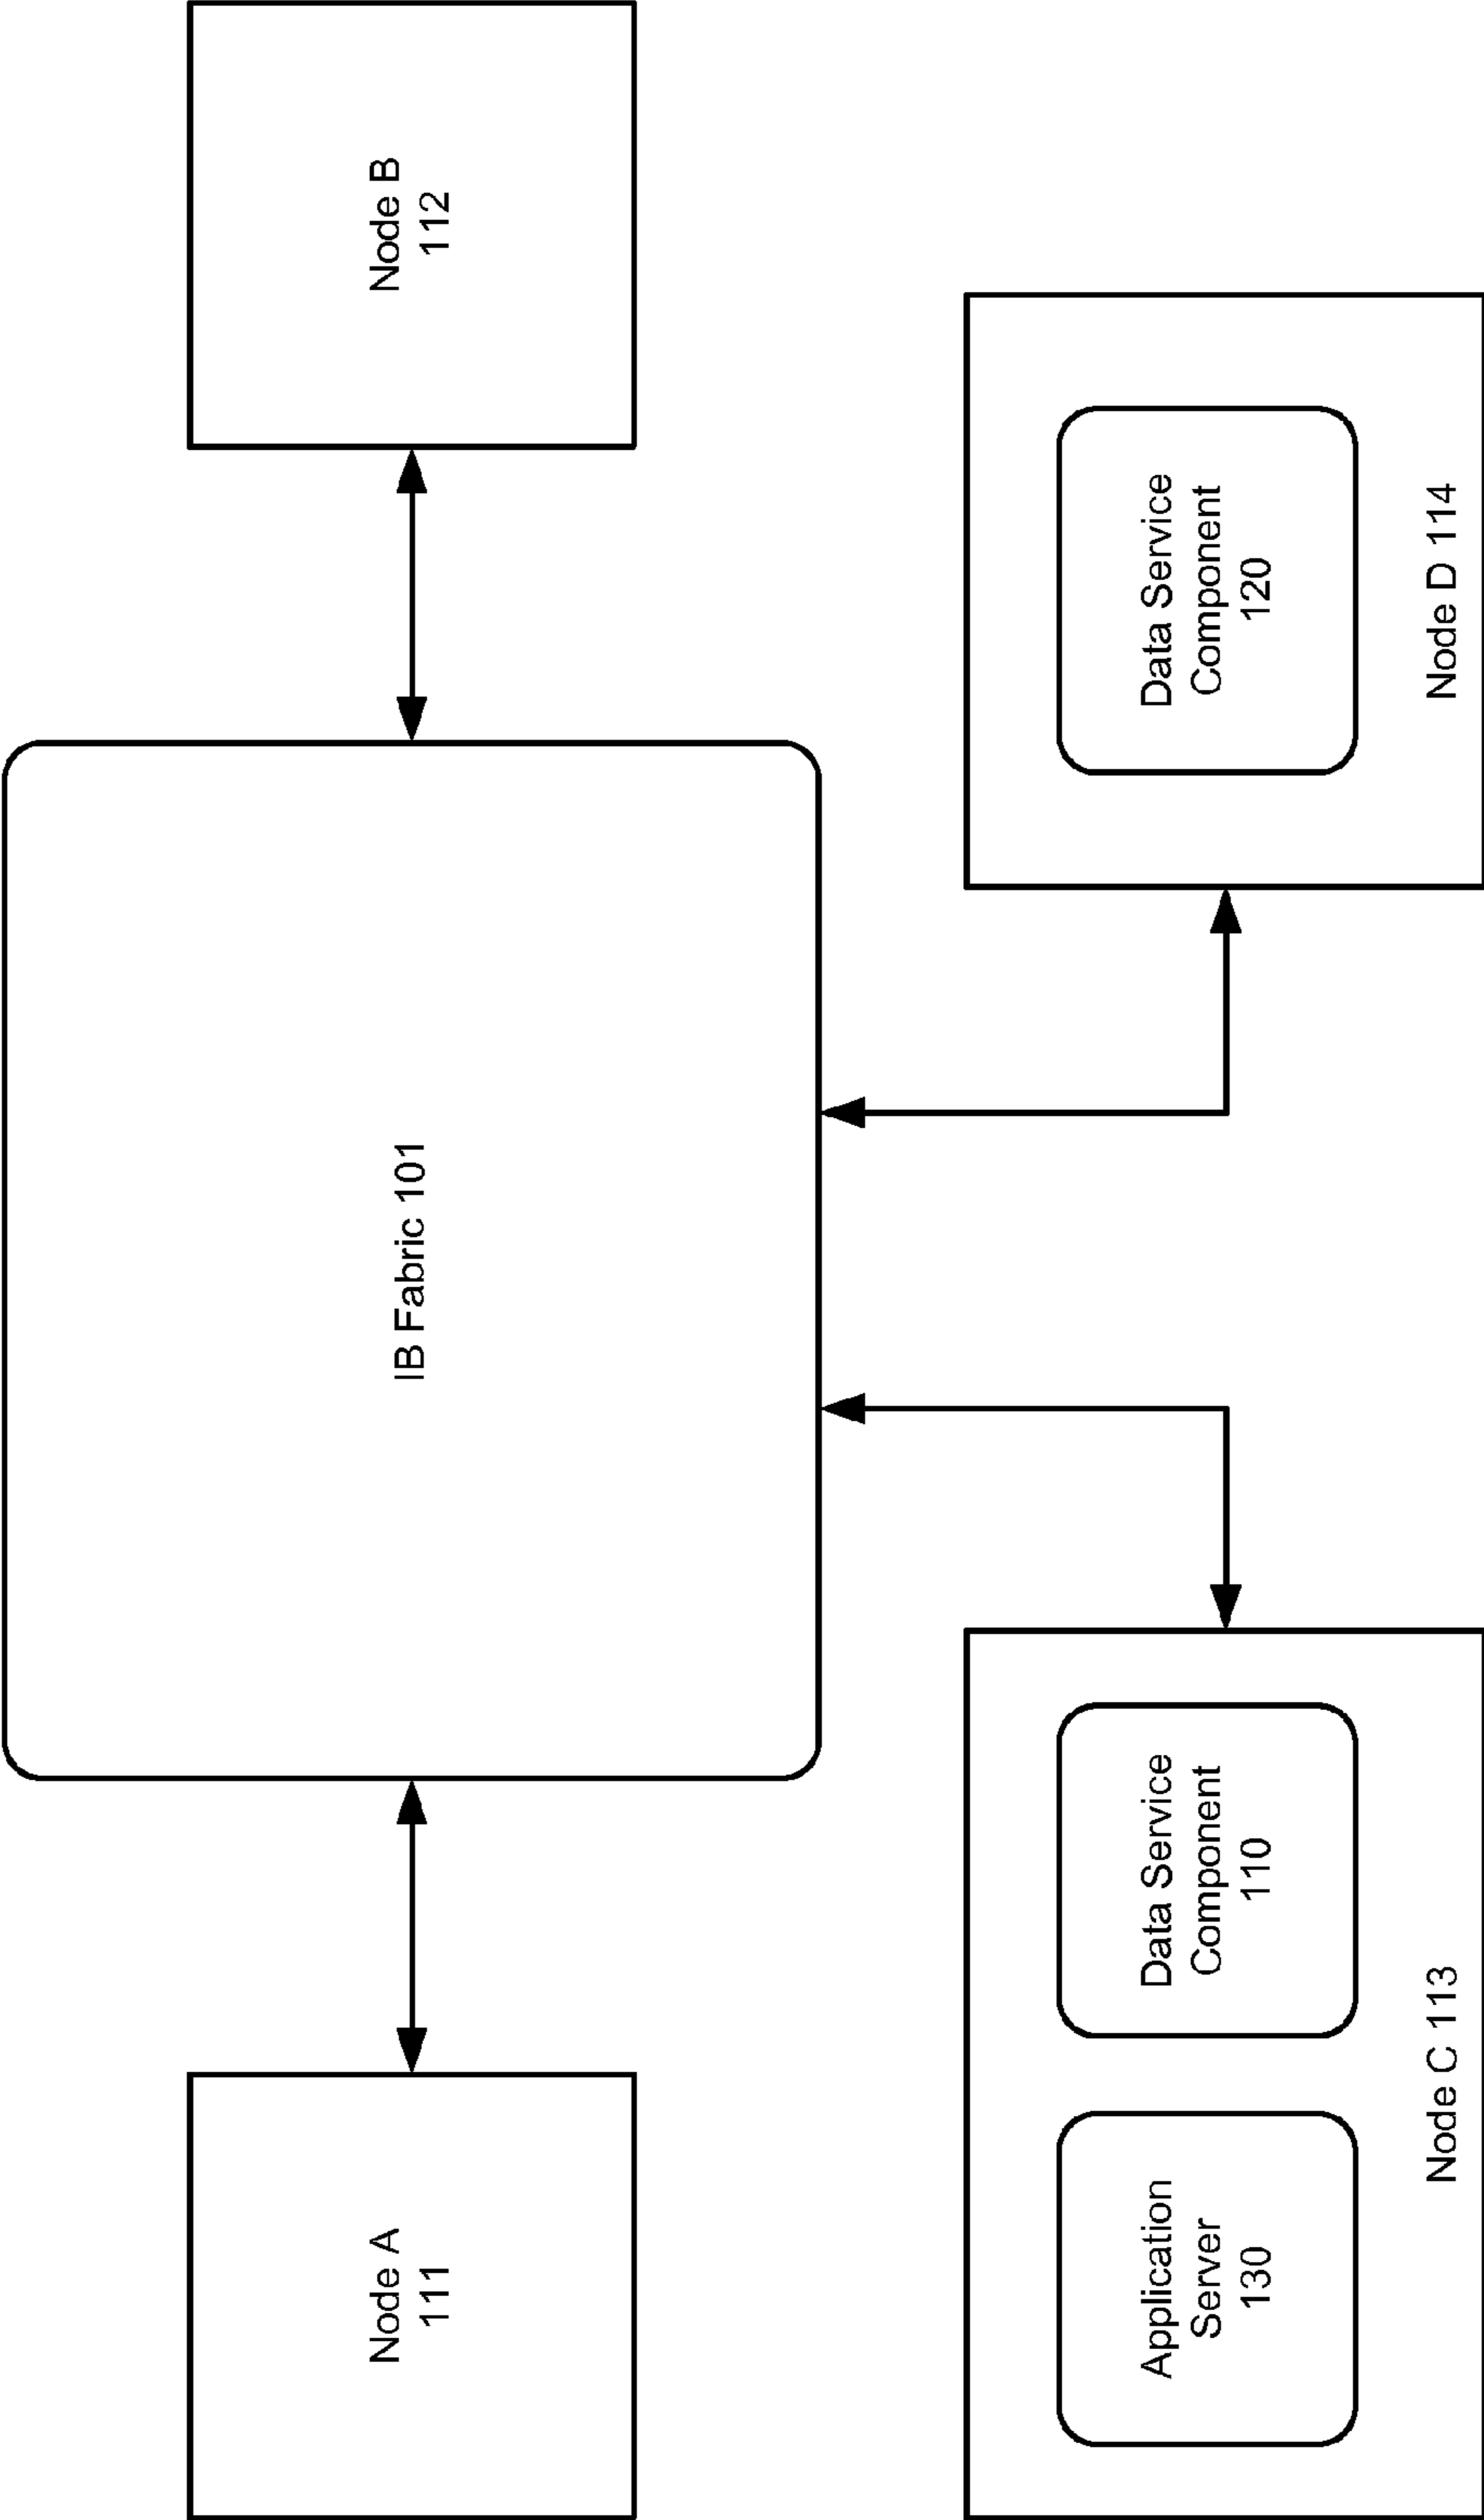 Node A
111
IB Fabric 101
Node B
112
Application
Server
130
Data Service
Component
110
Node C 113
Data Service
Component
120
Node D 114